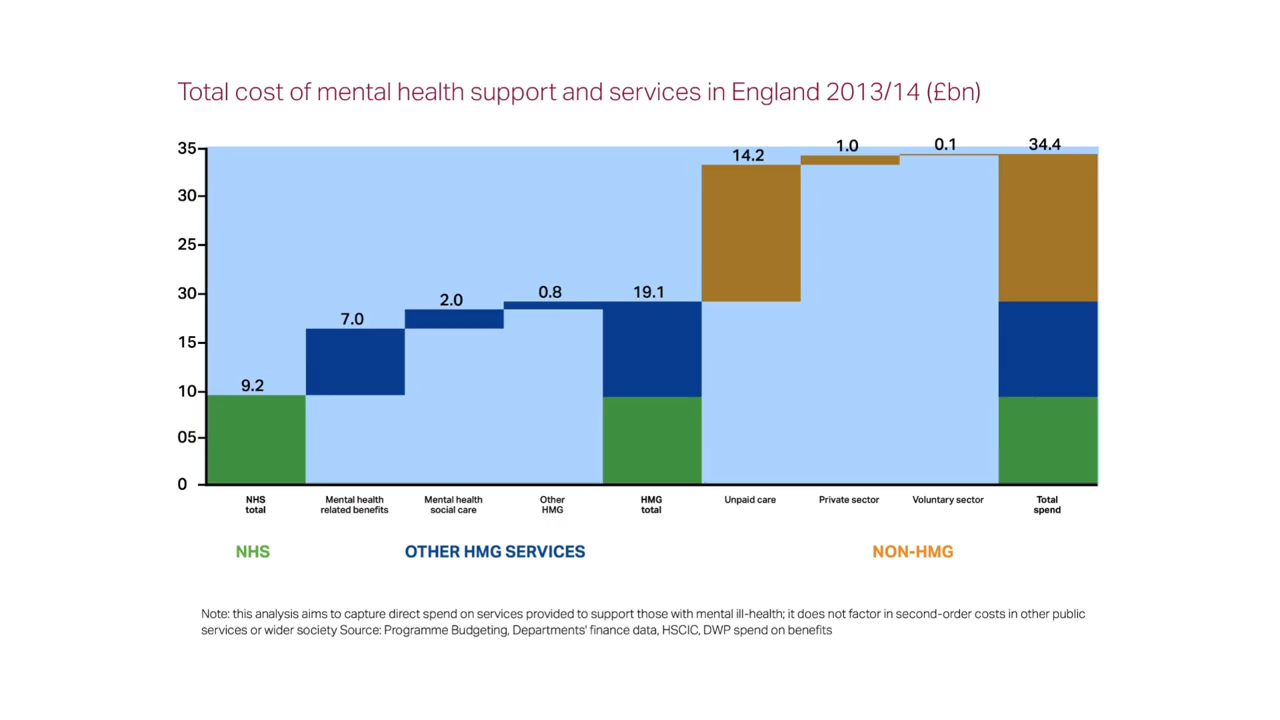 Total cost of mental health support and services in England 2013/14 (£bn)
35
30
25
30
15
10
05
0
9.2
7.0
2.0
0.8
19.1
14.2
1.0
0.1
34.4
NHS
total
Mental health
related benefits
Mental health
social care
Other
HMG
HMG
total
Unpaid care
Private sector
Voluntary sector
Total
spend
NHS
OTHER HMG SERVICES
NON-HMG
Note: this analysis aims to capture direct spend on services provided to support those with mental ill-health; it does not factor in second-order costs in other public
services or wider society Source: Programme Budgeting, Departments' finance data, HSCIC, DWP spend on benefits